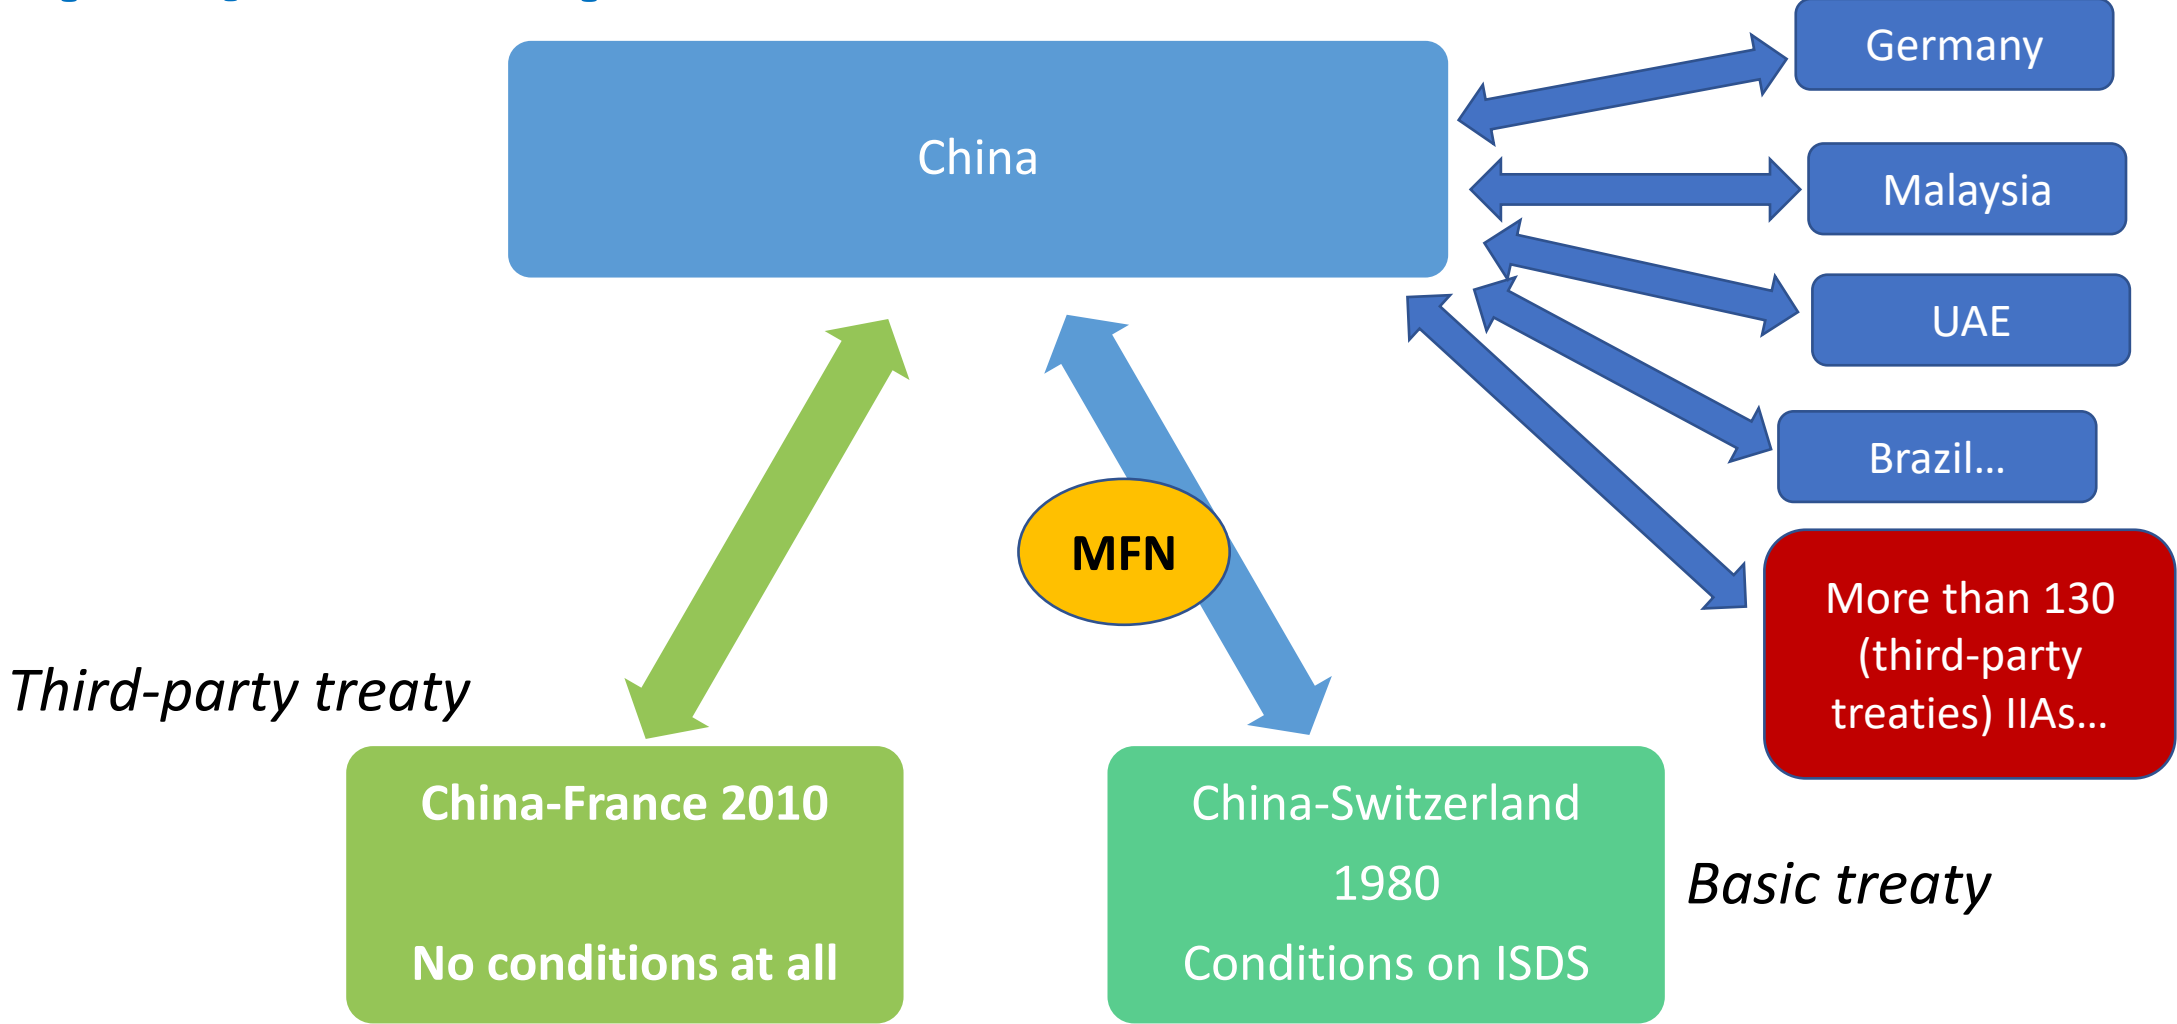 China
Germany
Malaysia
UAE
Brazil...
More than 130
(third-party
treaties) IIAs...
MFN
Third-party treaty
China-France 2010
No conditions at all
China-Switzerland
1980
Conditions on ISDS
Basic treaty